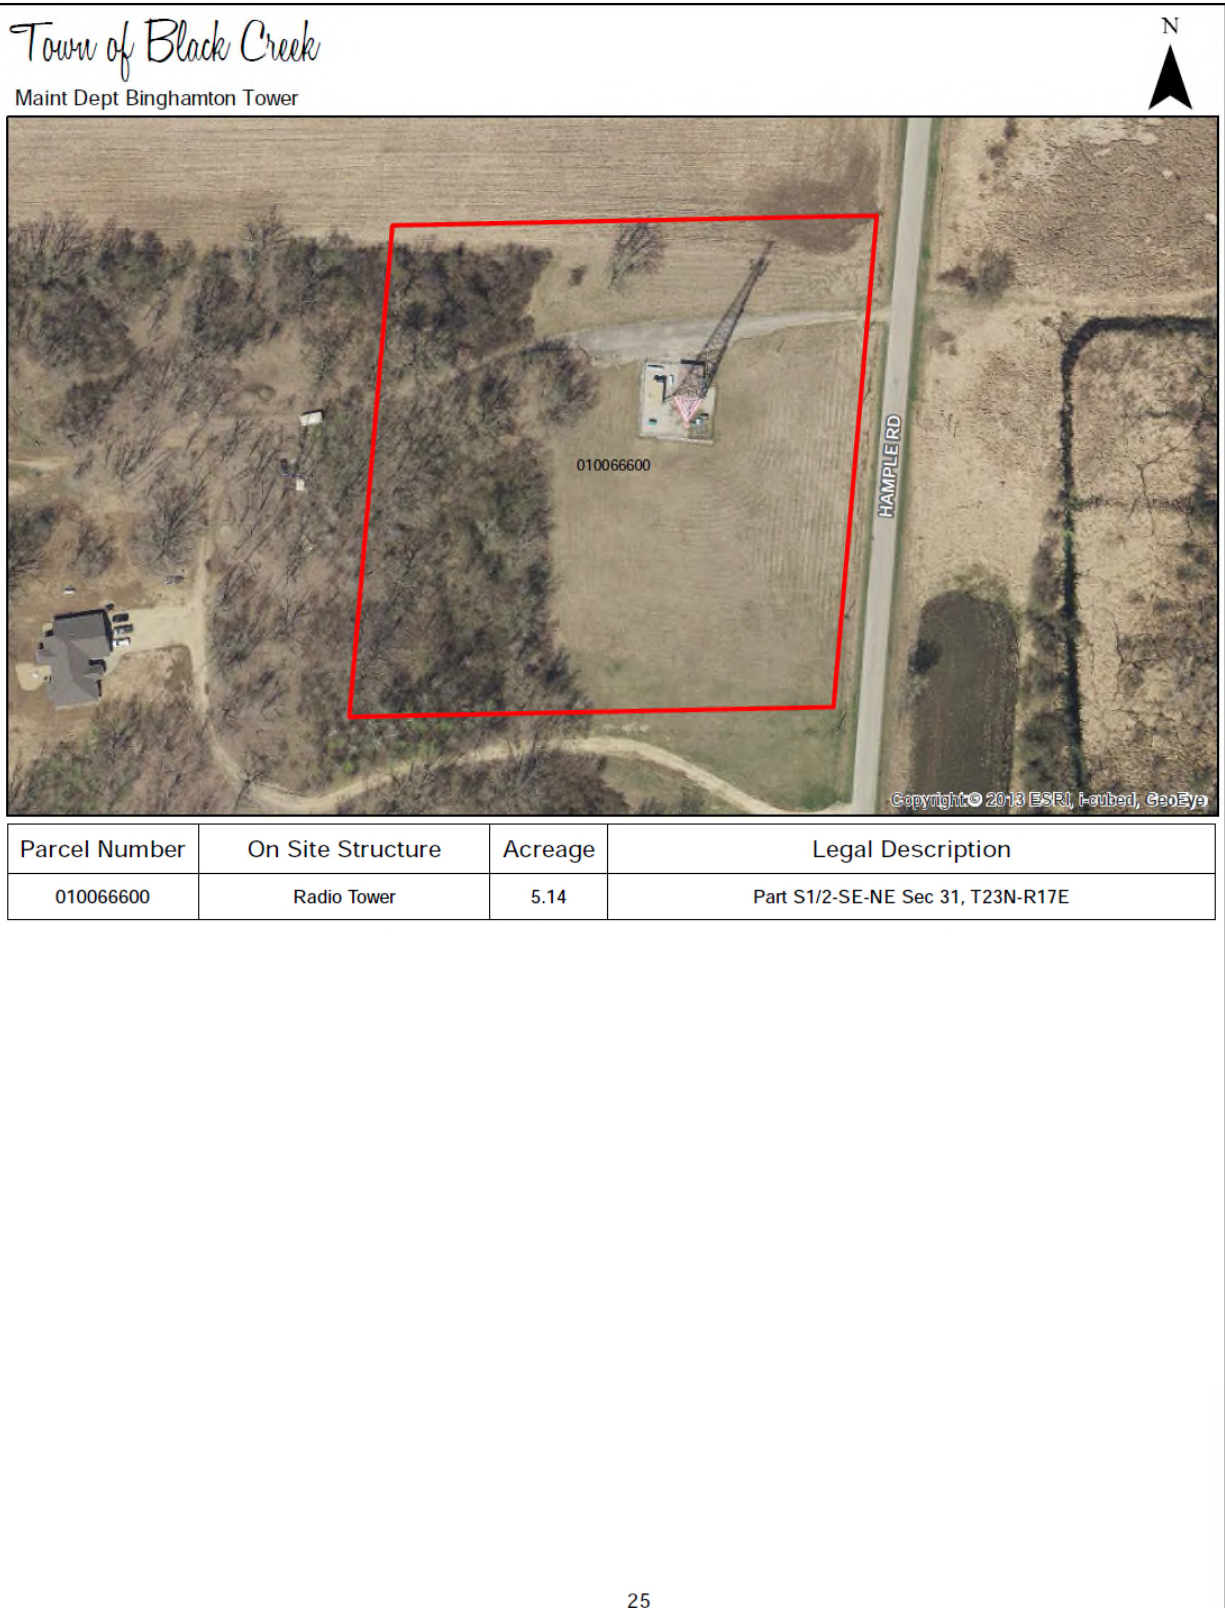 Town of Black Creek
N
Maint Dept Binghamton Tower
010066600
HAMPLE RD
Copyright:© 2013 ESRI, i-cubed, GeoEye
Parcel Number On Site Structure Acreage Legal Description
010066600 Radio Tower 5.14 Part S1/2-SE-NE Sec 31, T23N-R17E
25